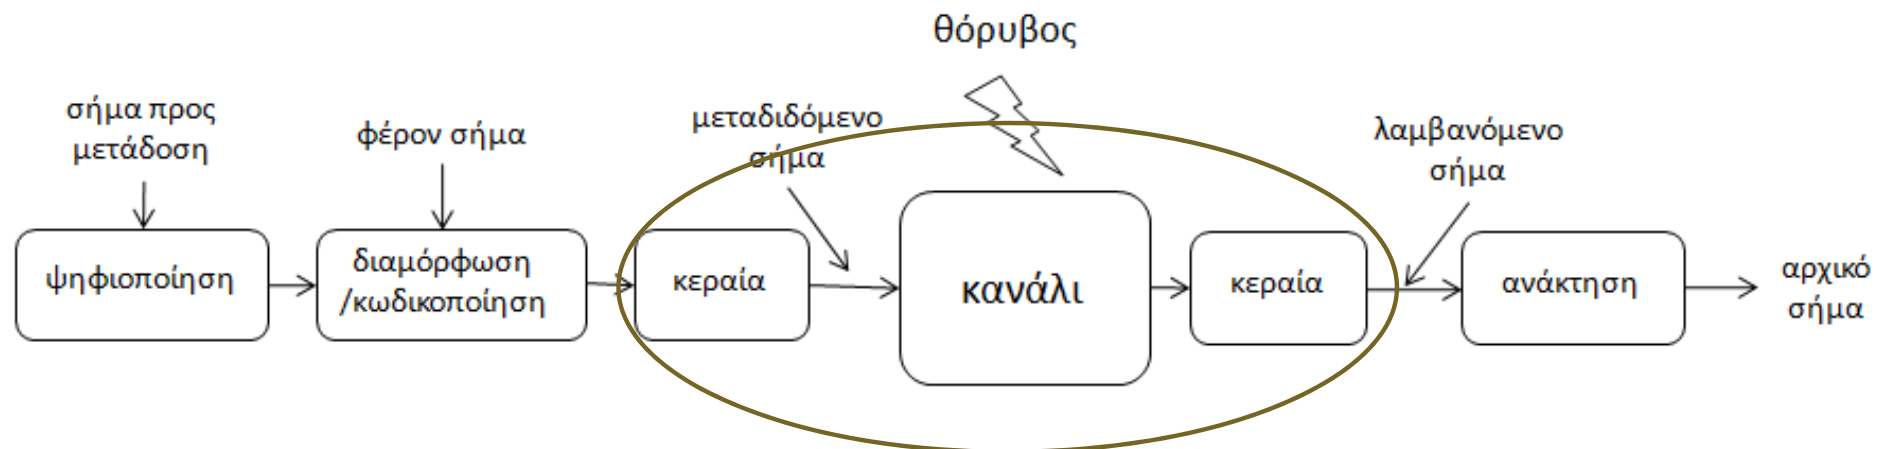 θόρυβος
σήμα προς
μετάδοση
φέρον σήμα
μεταδιδόμενο
σήμα
λαμβανόμενο
σήμα
ψηφιοποίηση
διαμόρφωση
/κωδικοποίηση
κεραία
κανάλι
κεραία
ανάκτηση
αρχικό
σήμα